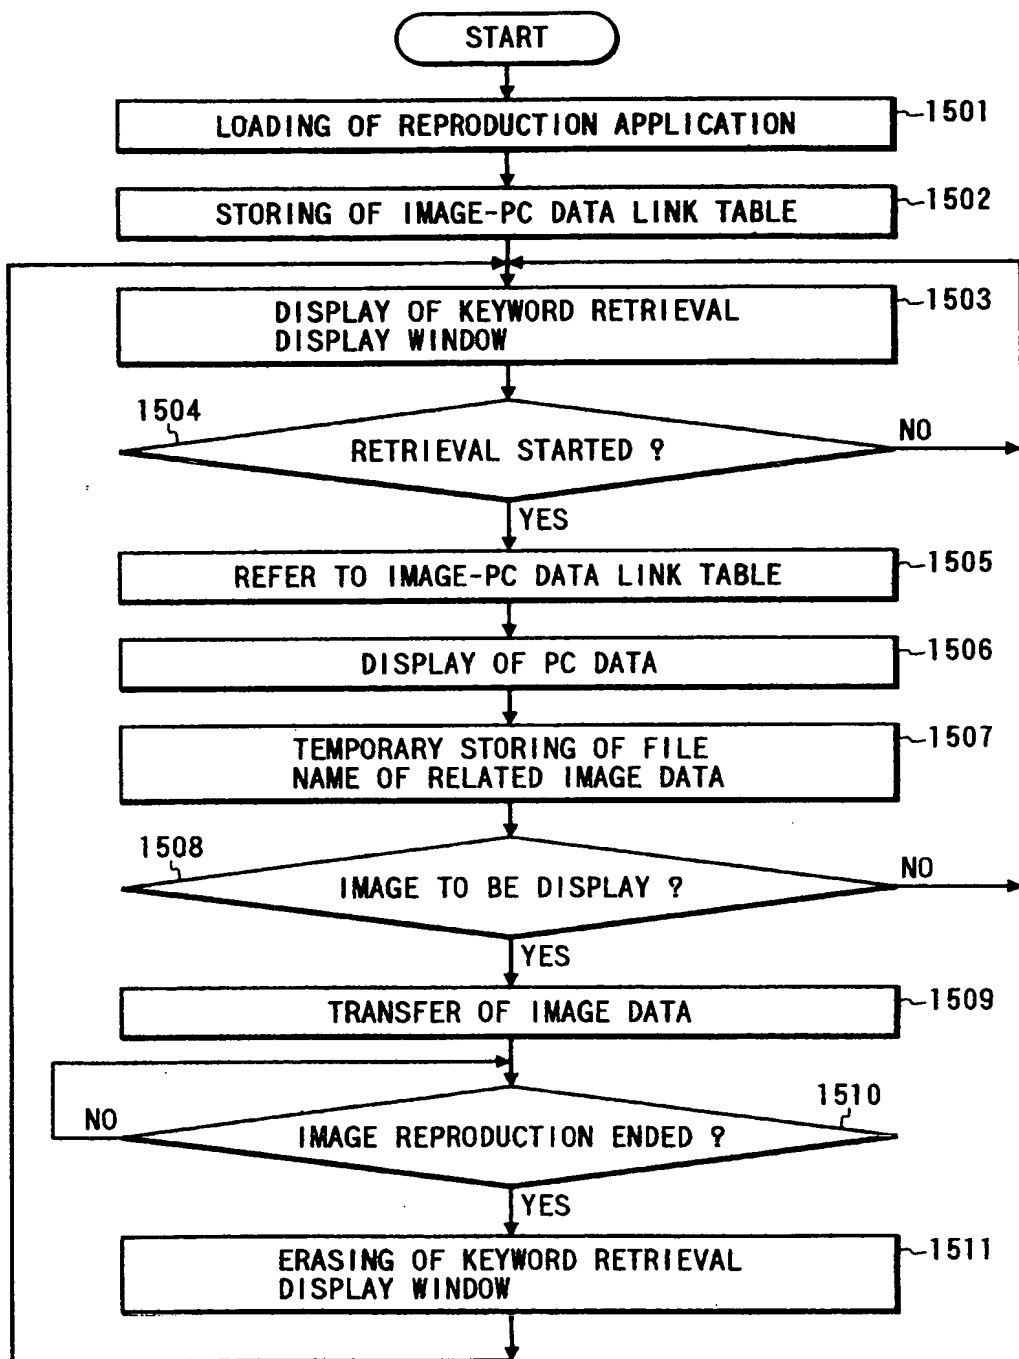 START
LOADING OF REPRODUCTION APPLICATION
1501
STORING OF IMAGE-PC DATA LINK TABLE
1502
DISPLAY OF KEYWORD RETRIEVAL
DISPLAY WINDOW
1503
1504
RETRIEVAL STARTED ?
NO
YES
REFER TO IMAGE-PC DATA LINK TABLE
1505
DISPLAY OF PC DATA
1506
TEMPORARY STORING OF FILE
NAME OF RELATED IMAGE DATA
1507
1508
IMAGE TO BE DISPLAY ?
NO
YES
TRANSFER OF IMAGE DATA
1509
NO
IMAGE REPRODUCTION ENDED ?
1510
YES
ERASING OF KEYWORD RETRIEVAL
DISPLAY WINDOW
1511